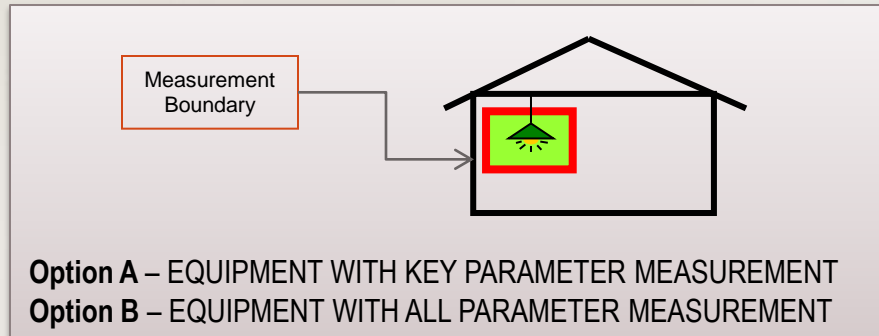 Measurement
Boundary
Option A – EQUIPMENT WITH KEY PARAMETER MEASUREMENT
Option B – EQUIPMENT WITH ALL PARAMETER MEASUREMENT